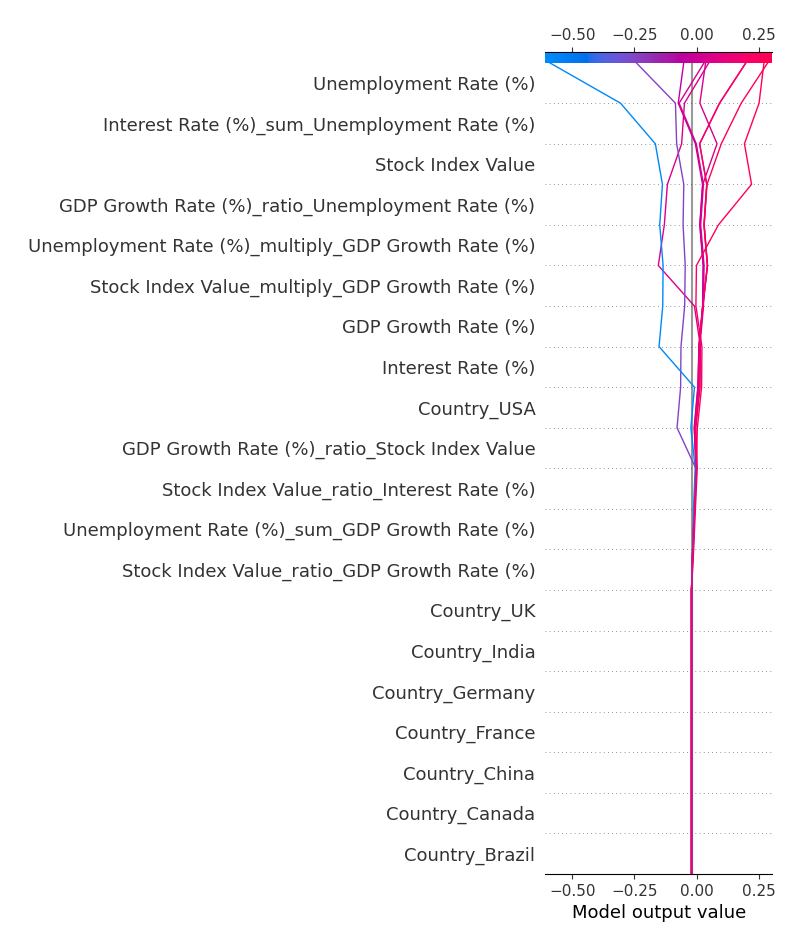 −0.50 −0.25 0.00 0.25
Unemployment Rate (%)
Interest Rate (%)_sum_Unemployment Rate (%)
Stock Index Value
GDP Growth Rate (%)_ratio_Unemployment Rate (%)
Unemployment Rate (%)_multiply_GDP Growth Rate (%)
Stock Index Value_multiply_GDP Growth Rate (%)
GDP Growth Rate (%)
Interest Rate (%)
Country_USA
GDP Growth Rate (%)_ratio_Stock Index Value
Stock Index Value_ratio_Interest Rate (%)
Unemployment Rate (%)_sum_GDP Growth Rate (%)
Stock Index Value_ratio_GDP Growth Rate (%)
Country_UK
Country_India
Country_Germany
Country_France
Country_China
Country_Canada
Country_Brazil
−0.50 −0.25 0.00 0.25
Model output value